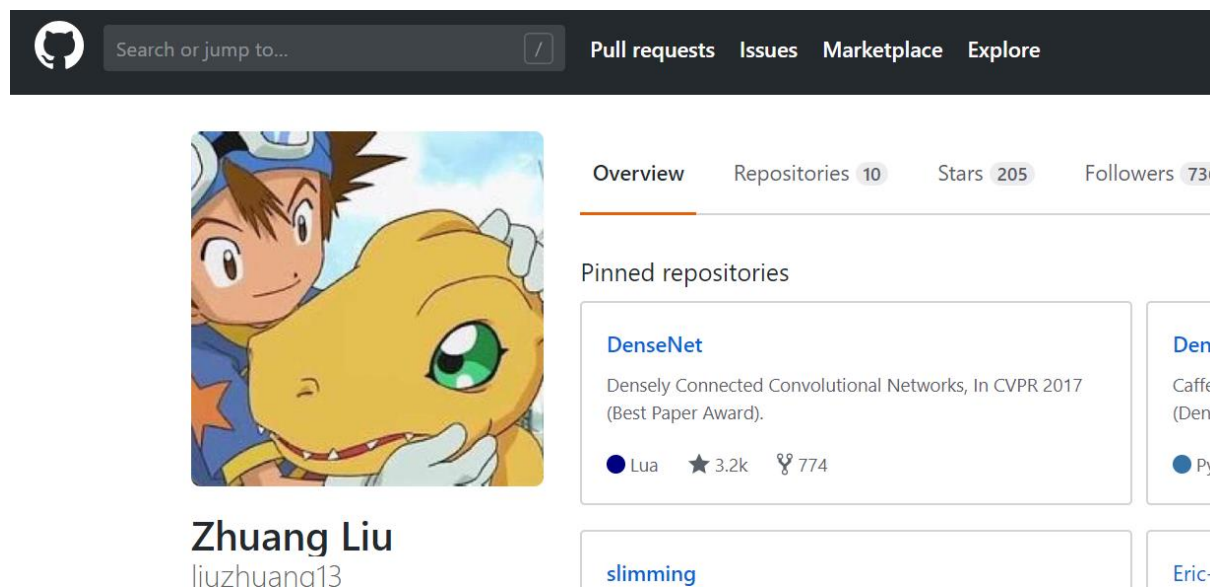 Search or jump to... /
Pull requests Issues Marketplace Explore
Overview Repositories 10 Stars 205 Followers
Pinned repositories
DenseNet
Densely Connected Convolutional Networks, In CVPR 2017
(Best Paper Award).
Lua 3.2k 774
Zhuang Liu
liuzhuang13
slimming